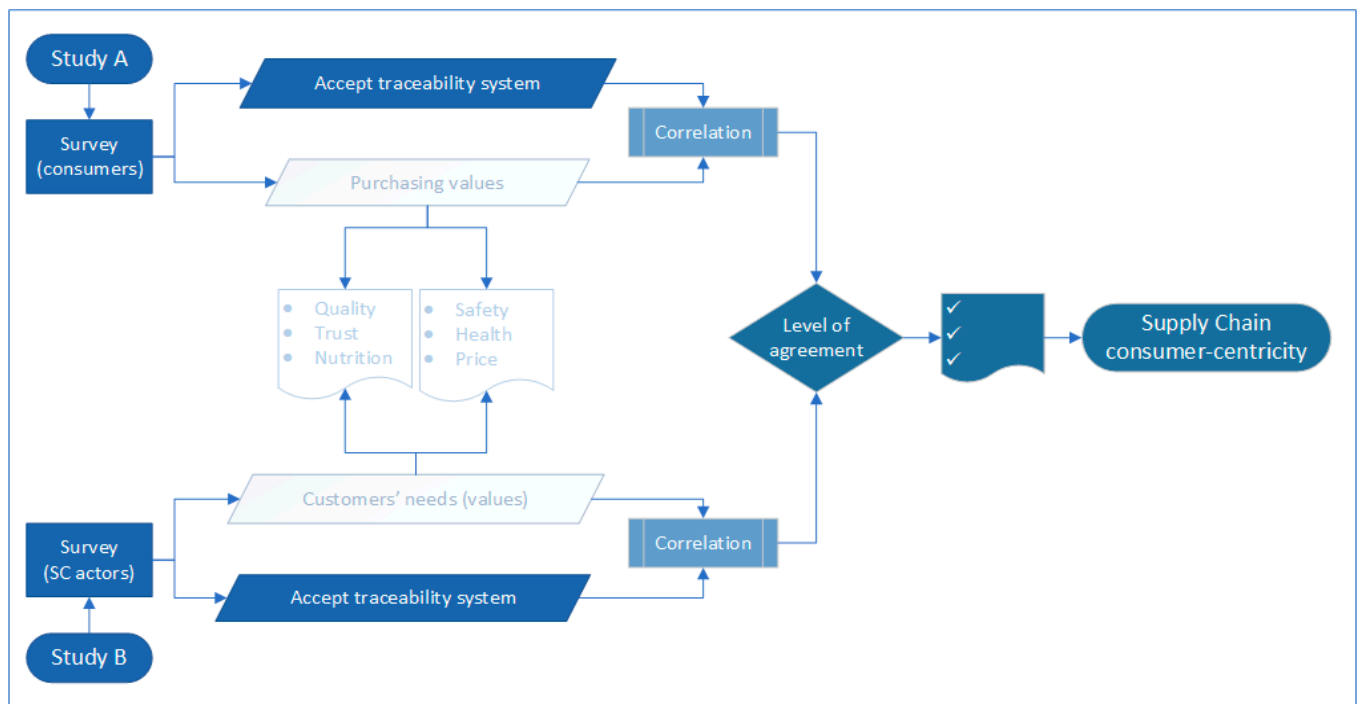 Study A
Accept traceability system
Survey
(consumers)
Correlation
Purchasing values
• Quality
• Trust
• Nutrition
• Safety
• Health
• Price
Level of
agreement
✓
✓
✓
Supply Chain
consumer-centricity
Customers' needs (values)
Survey
(SC actors)
Correlation
Accept traceability system
Study B